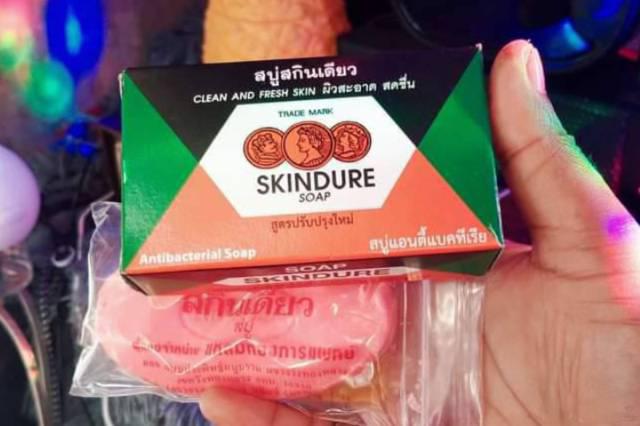 สบู่สกินเดียว
CLEAN AND FRESH SKIN ผิวสะอาด สดชื่น
TRADE MARK
SKINDURE
SOAP
สูตรปรับปรุงใหม่
Antibacterial Soap
สบู่แอนตี้แบคทีเรีย
SOAP
SKINDURE
สกินเดียว
สบู่